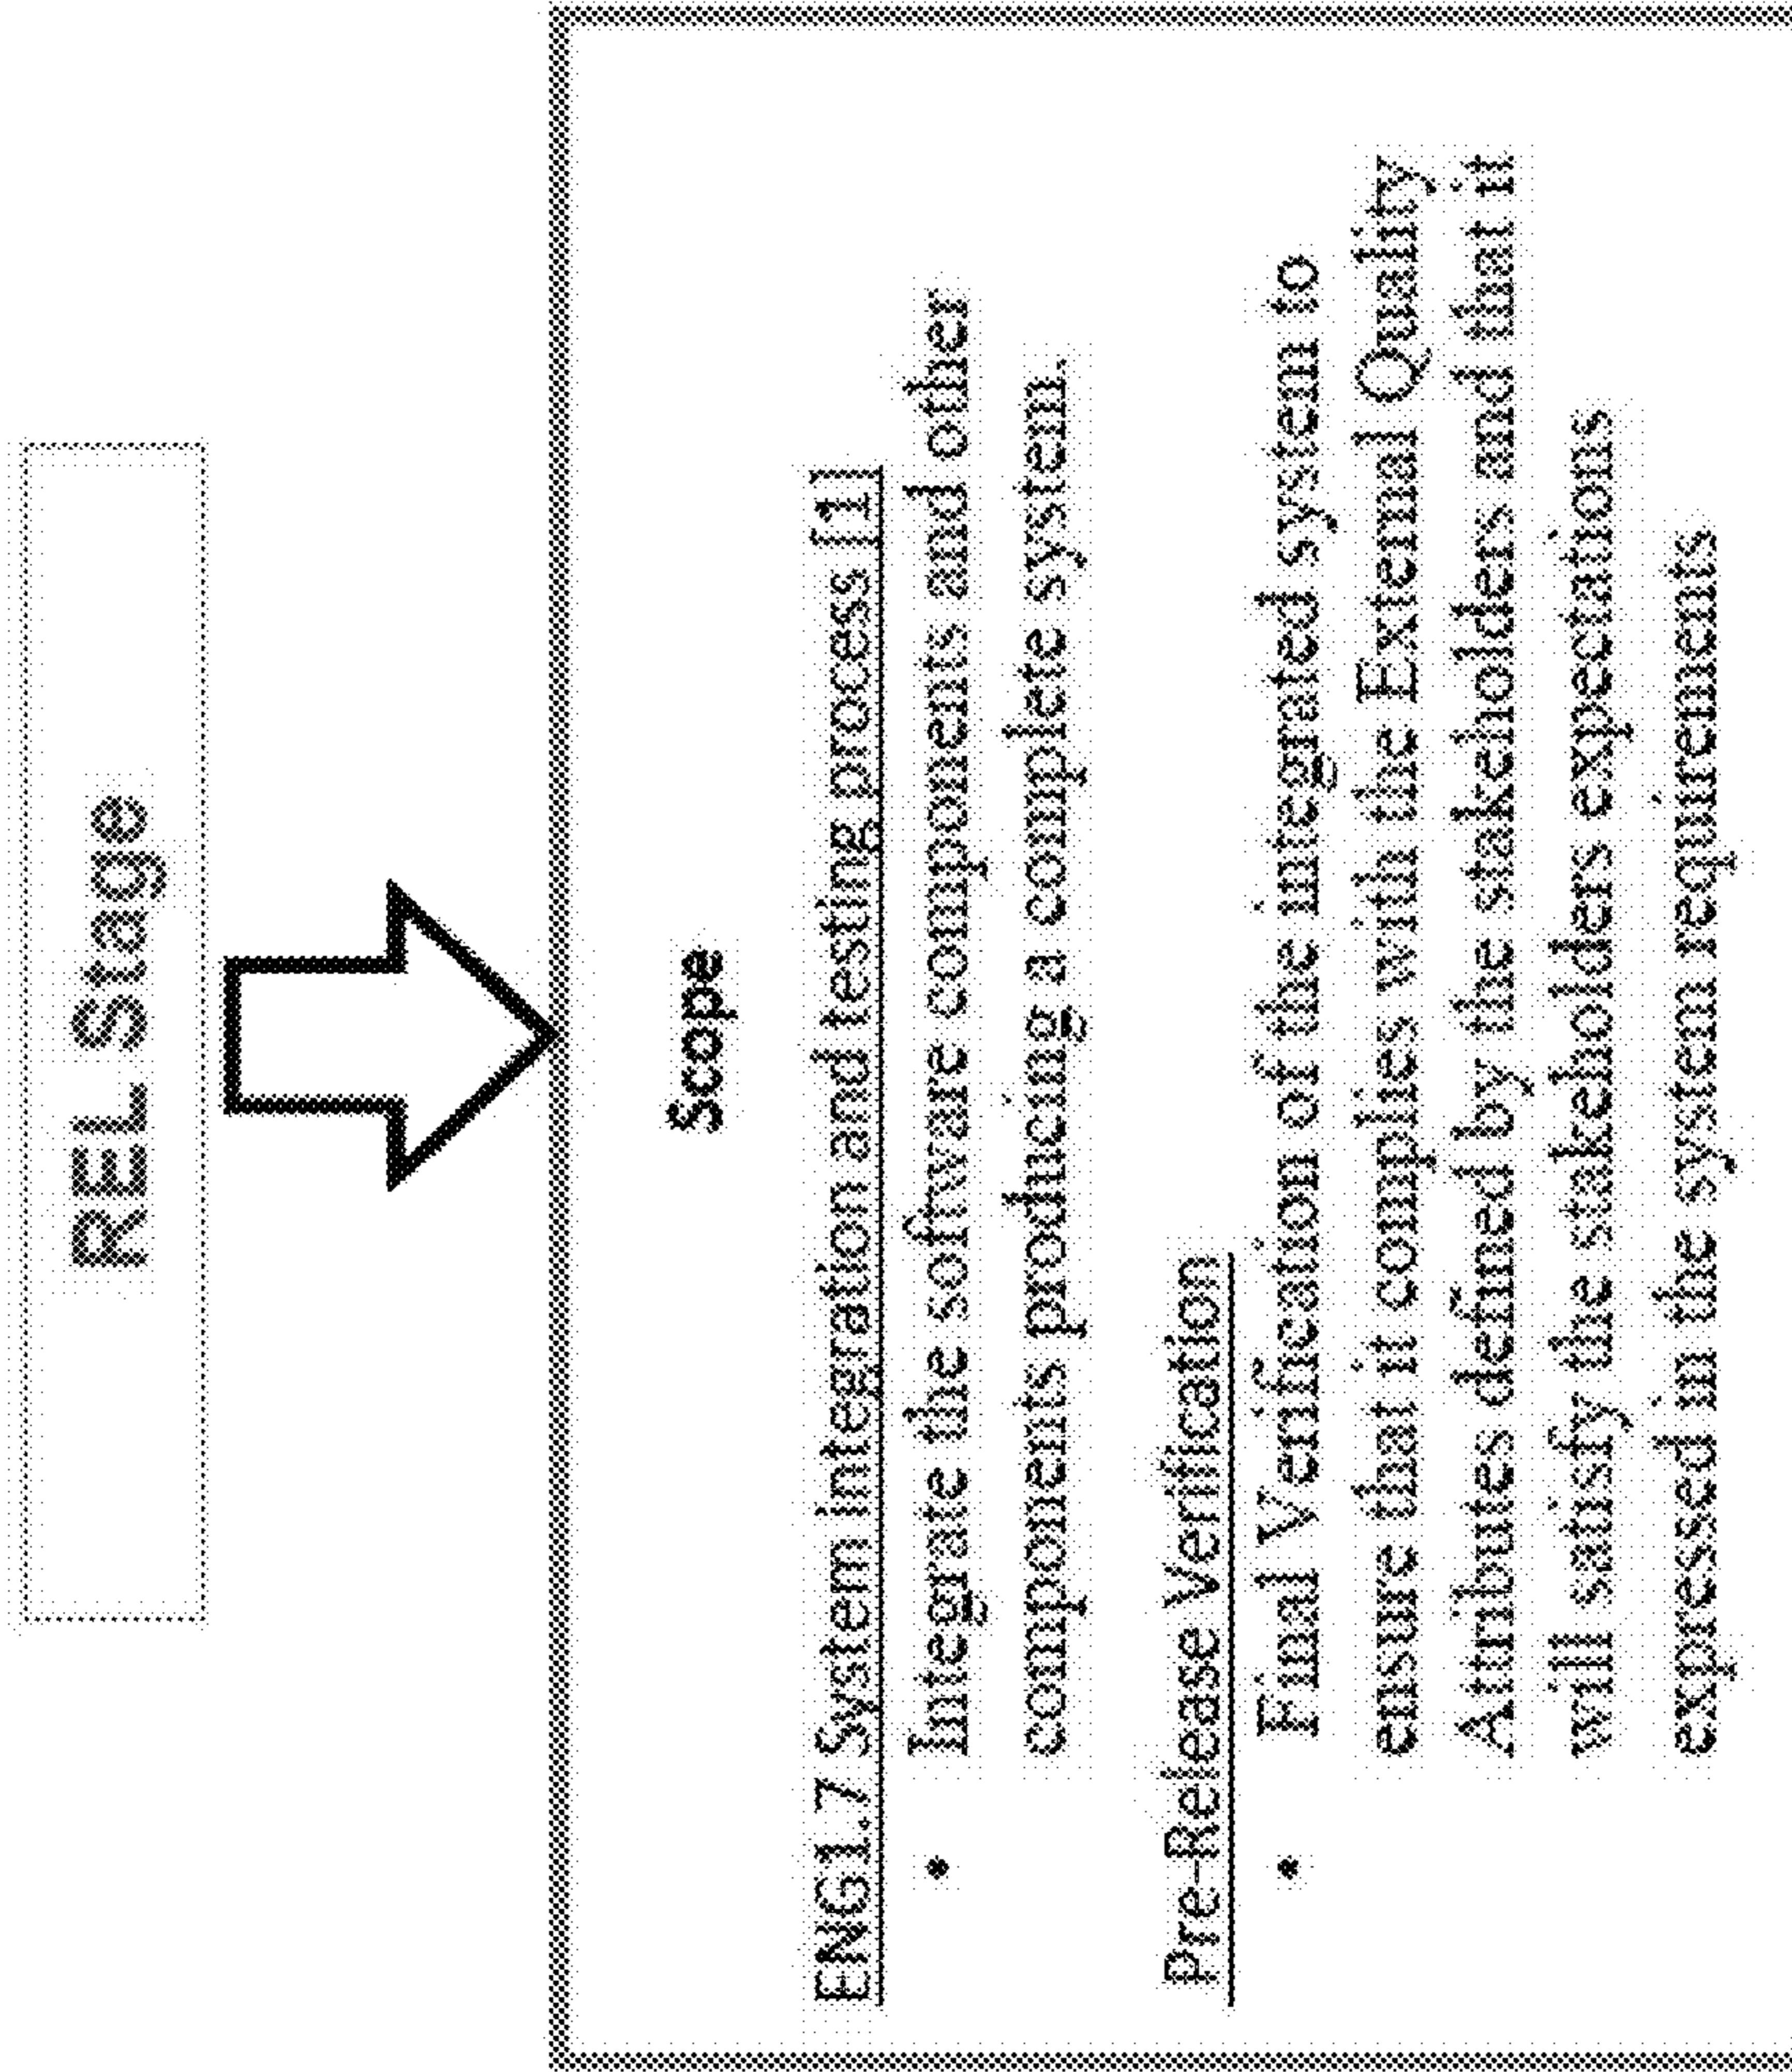 REL Stage
Scope
ENG1.7 System integration and testing process [1]
• Integrate the software components and other
components producing a complete system.
Pre-Release Verification
• Final Verification of the integrated system to
ensure that it complies with the External Quality
Attributes defined by the stakeholders and that it
will satisfy the stakeholders expectations
expressed in the system requirements